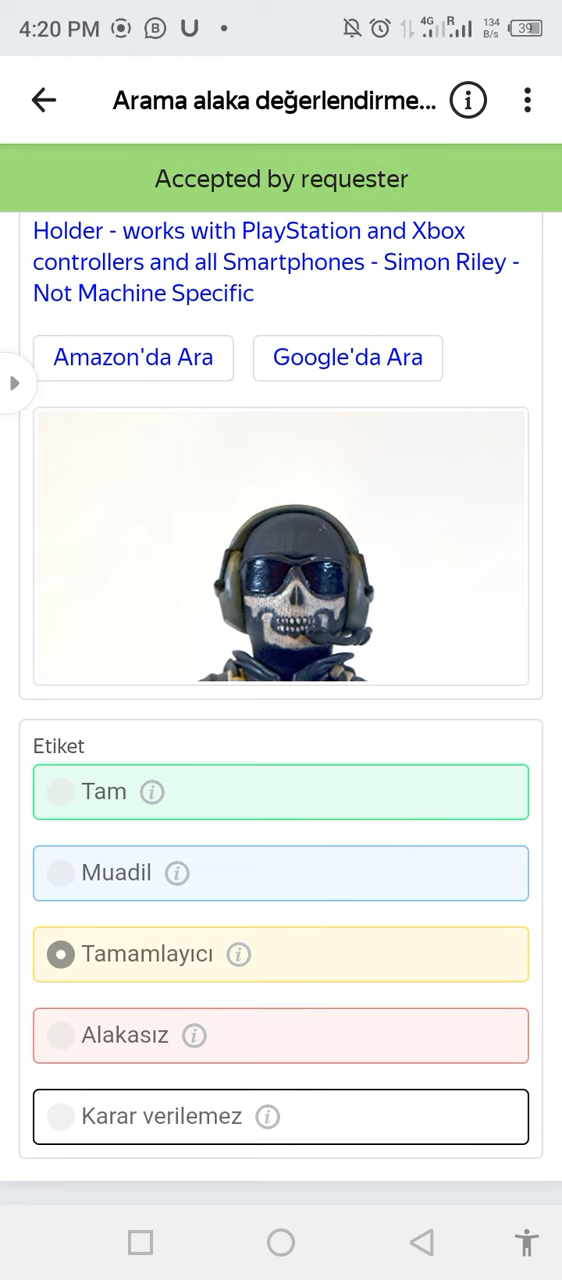 4:20 PM B U • 4G R 134 B/s 39
Arama alaka değerlendirme...
Accepted by requester
Holder - works with PlayStation and Xbox
controllers and all Smartphones - Simon Riley -
Not Machine Specific
Amazon'da Ara Google'da Ara
Etiket
Tam
Muadil
Tamamlayıcı
Alakasız
Karar verilemez